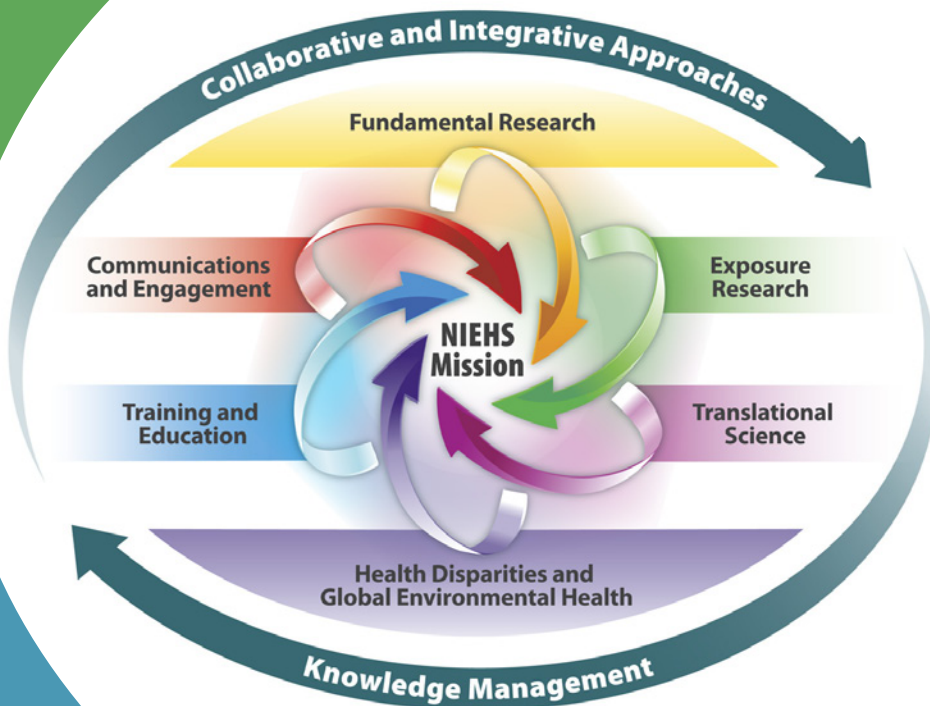 Collaborative and Integrative Approaches
Fundamental Research
Communications
and Engagement
Exposure
Research
NIEHS
Mission
Training and
Education
Translational
Science
Health Disparities and
Global Environmental Health
Knowledge Management